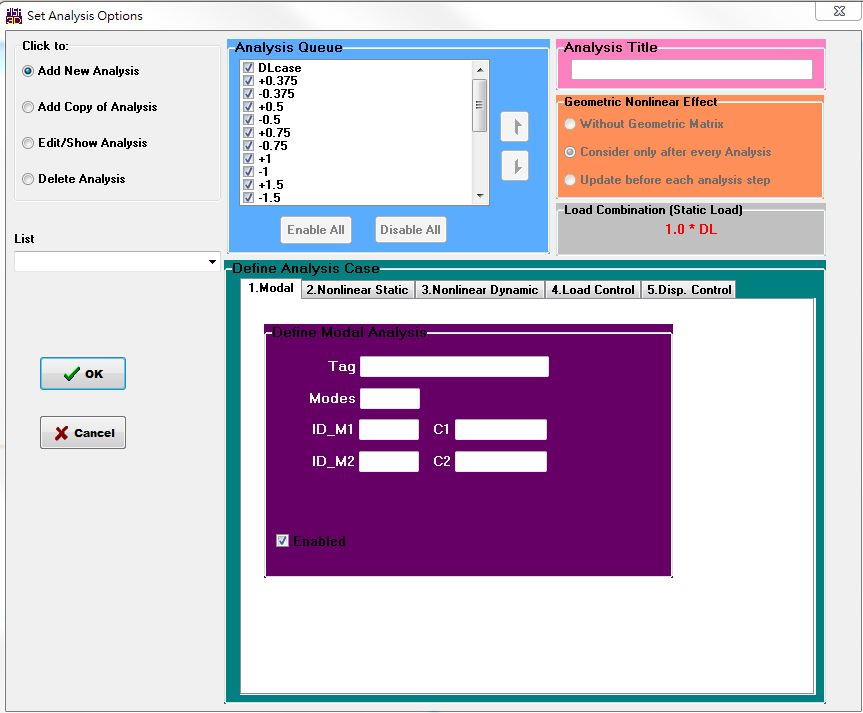 Set Analysis Options
Click to:
Add New Analysis
Add Copy of Analysis
Edit/Show Analysis
Delete Analysis
List
OK
Cancel
Analysis Queue
DLcase
+0.375
-0.375
+0.5
-0.5
+0.75
-0.75
+1
-1
+1.5
-1.5
Enable All
Disable All
Analysis Title
Geometric Nonlinear Effect
Without Geometric Matrix
Consider only after every Analysis
Update before each analysis step
Load Combination (Static Load)
1.0 * DL
Define Analysis Case
1.Modal 2.Nonlinear Static 3.Nonlinear Dynamic 4.Load Control 5.Disp. Control
Define Modal Analysis
Tag
Modes
ID_M1 C1
ID_M2 C2
Enabled